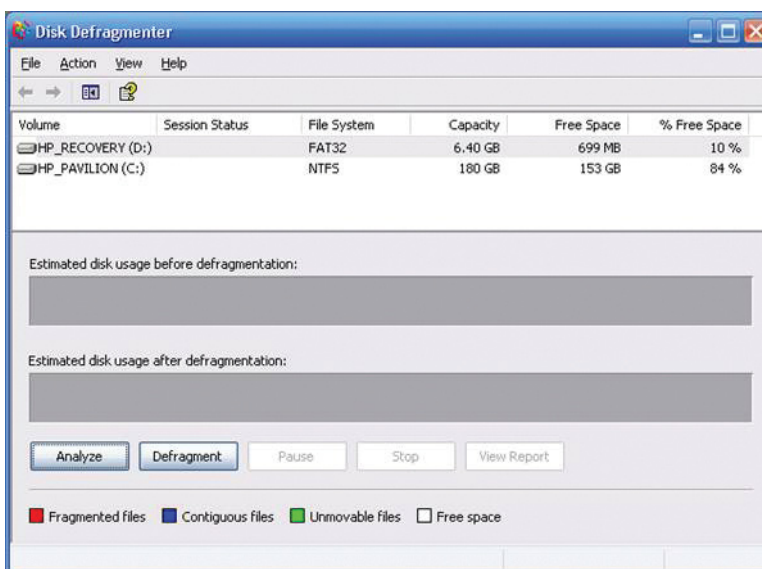 Disk Defragmenter
File Action View Help
Volume Session Status File System Capacity Free Space % Free Space
HP_RECOVERY (D:) FAT32 6.40 GB 699 MB 10 %
HP_PAVILION (C:) NTFS 180 GB 153 GB 84 %
Estimated disk usage before defragmentation:
Estimated disk usage after defragmentation:
Analyze Defragment Pause Stop View Report
Fragmented files Contiguous files Unmovable files Free space